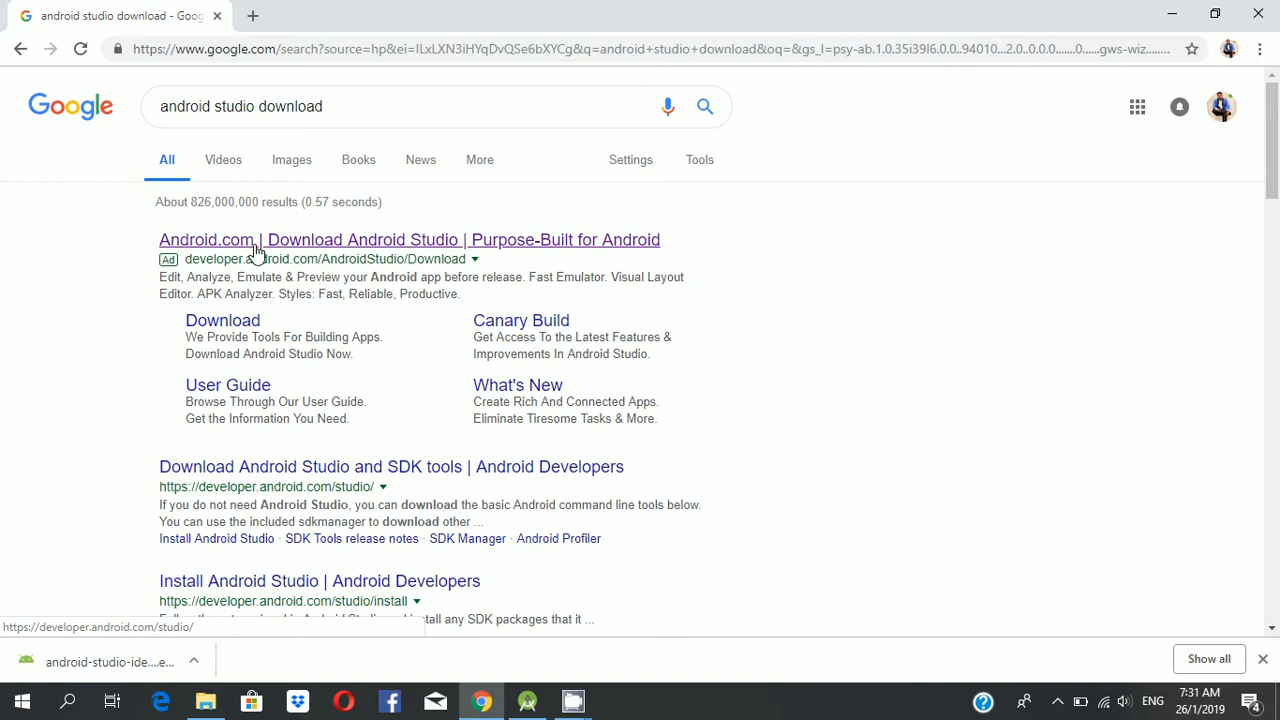 android studio download - Goog
https://www.google.com/search?source=hp&ei=ILxLXN3iHYqDvQSe6bXYCg&q=android+studio+download&oq=&gs_l=psy-ab.1.0.35i39l6.0.0..94010...2.0..0.0.0.......0....gws-wiz........
Google
android studio download
All Videos Images Books News More Settings Tools
About 826,000,000 results (0.57 seconds)
Android.com | Download Android Studio | Purpose-Built for Android
Ad developer.android.com/AndroidStudio/Download
Edit, Analyze, Emulate & Preview your Android app before release. Fast Emulator. Visual Layout
Editor. APK Analyzer. Styles: Fast, Reliable, Productive.
Download Canary Build
We Provide Tools For Building Apps. Get Access To the Latest Features &
Download Android Studio Now. Improvements In Android Studio.
User Guide What's New
Browse Through Our User Guide. Create Rich And Connected Apps.
Get the Information You Need. Eliminate Tiresome Tasks & More.
Download Android Studio and SDK tools | Android Developers
https://developer.android.com/studio/
If you do not need Android Studio, you can download the basic Android command line tools below.
You can use the included sdkmanager to download other ...
Install Android Studio · SDK Tools release notes · SDK Manager · Android Profiler
Install Android Studio | Android Developers
https://developer.android.com/studio/install
any SDK packages that it ...
https://developer.android.com/studio/
android-studio-ide....e... Show all
ENG 7:31 AM
26/1/2019 4